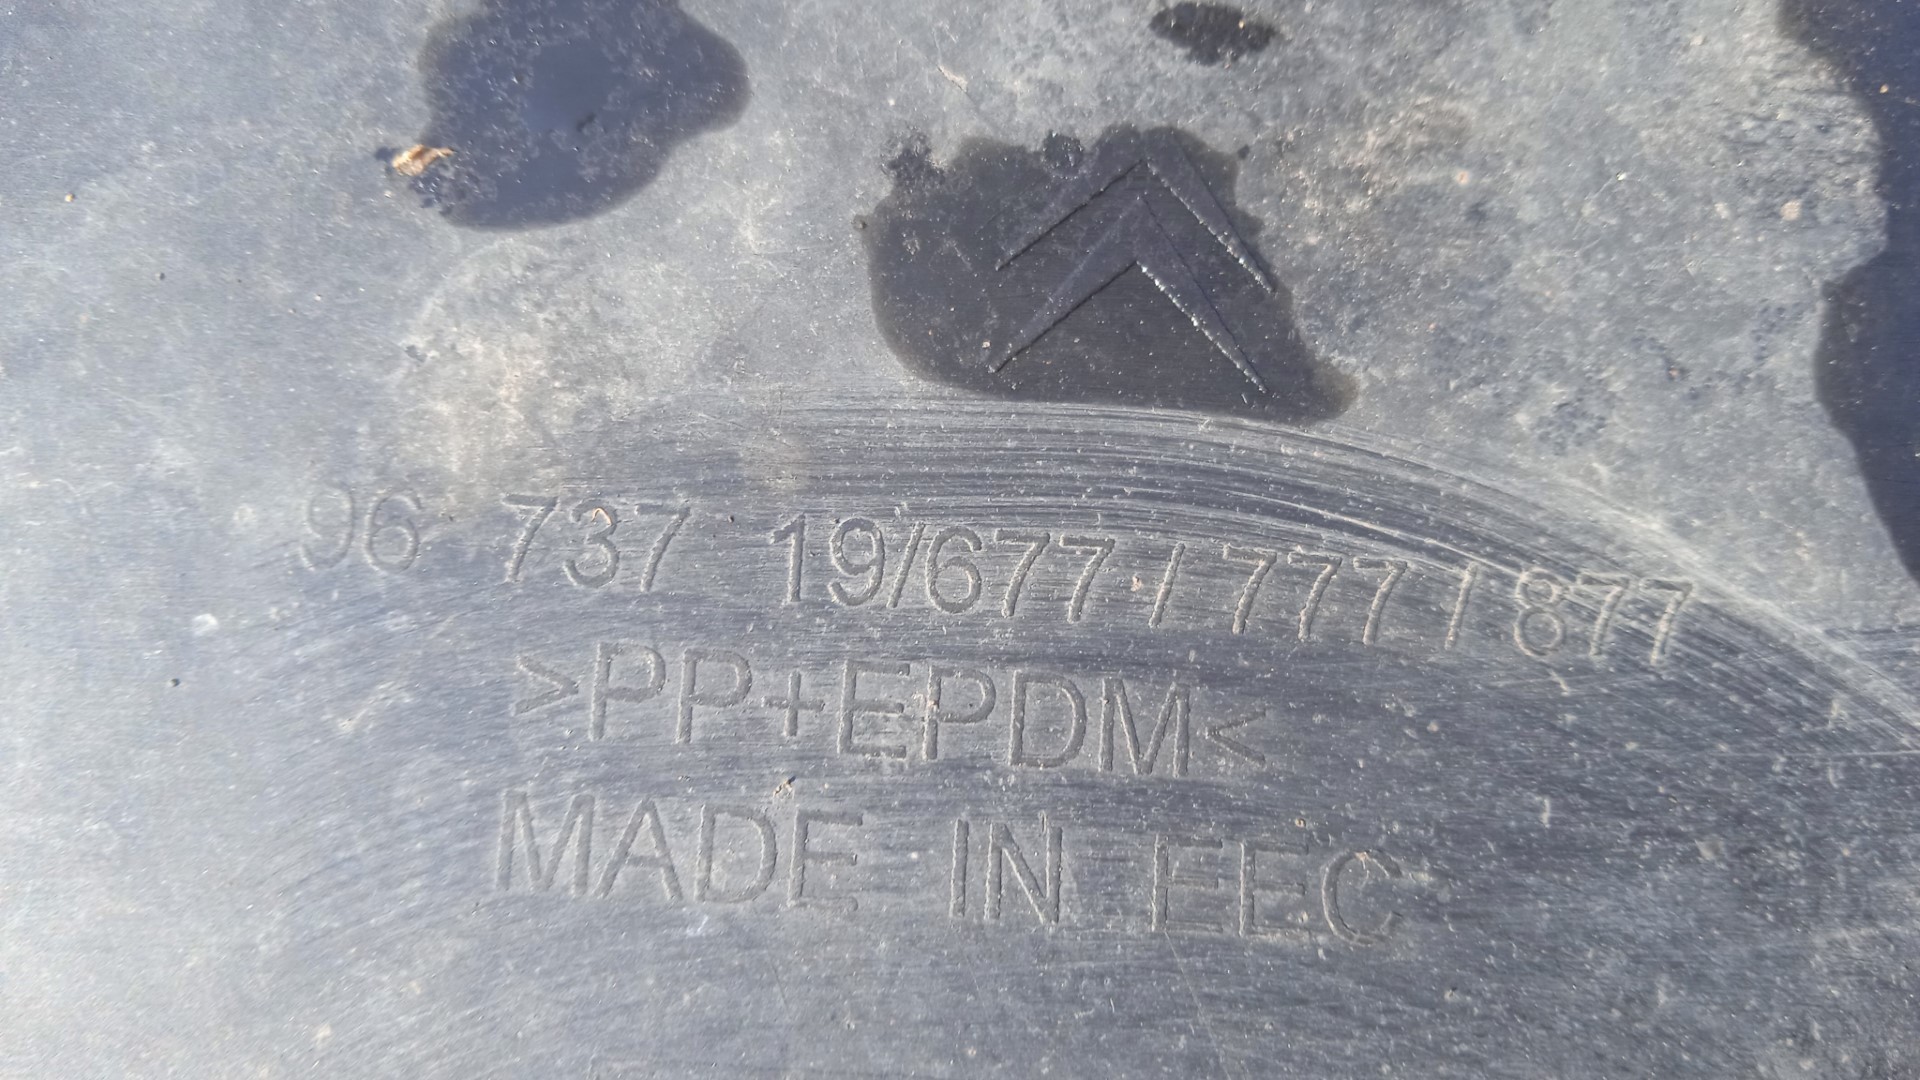 96 737 19/677 / 777 / 877
>PP+EPDM<
MADE IN EEC